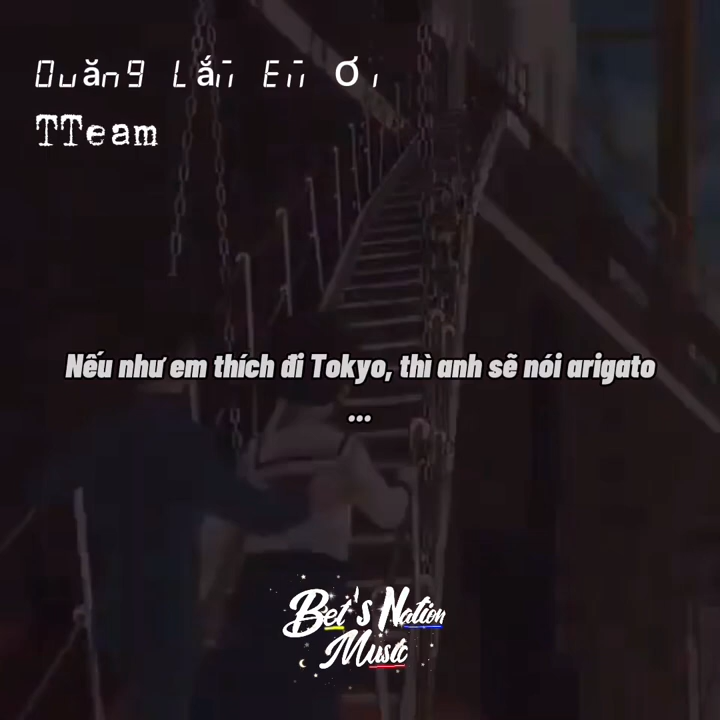 Quăng Lắm Em Ơi
TTeam
Nếu như em thích đi Tokyo, thì anh sẽ nói arigato
...
Bet's Nation
Music